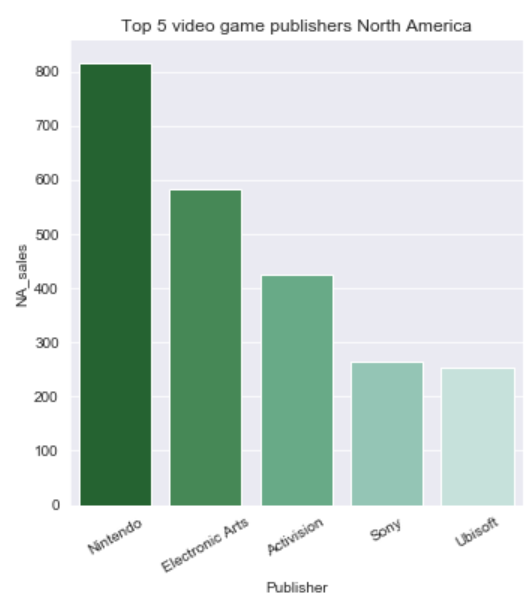 Top 5 video game publishers North America
800
700
600
500
400
300
200
100
0
NA_sales
Nintendo
Electronic Arts
Activision
Sony
Ubisoft
Publisher